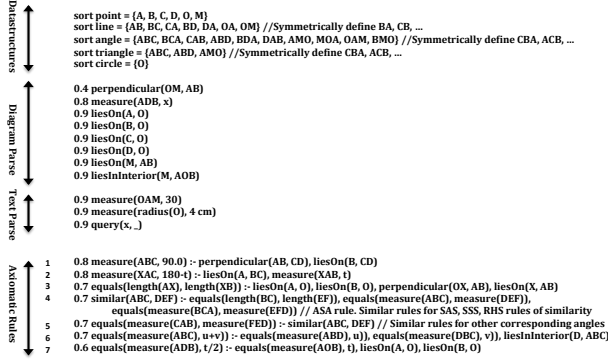 Datastructures
sort point = {A, B, C, D, O, M}
sort line = {AB, BC, CA, BD, DA, OA, OM} //Symmetrically define BA, CB, ...
sort angle = {ABC, BCA, CAB, ABD, BDA, DAB, AMO, MOA, OAM, BMO} //Symmetrically define CBA, ACB, ...
sort triangle = {ABC, ABD, AMO} //Symmetrically define CBA, ACB, ...
sort circle = {O}
Diagram Parse
0.4 perpendicular(OM, AB)
0.8 measure(ADB, x)
0.9 liesOn(A, O)
0.9 liesOn(B, O)
0.9 liesOn(C, O)
0.9 liesOn(D, O)
0.9 liesOn(M, AB)
0.9 liesInInterior(M, AOB)
Text Parse
0.9 measure(OAM, 30)
0.9 measure(radius(O), 4 cm)
0.9 query(x, _)
Axiomatic Rules
1 0.8 measure(ABC, 90.0) :- perpendicular(AB, CD), liesOn(B, CD)
2 0.8 measure(XAC, 180-t) :- liesOn(A, BC), measure(XAB, t)
3 0.7 equals(length(AX), length(XB)) :- liesOn(A, O), liesOn(B, O), perpendicular(OX, AB), liesOn(X, AB)
4 0.7 similar(ABC, DEF) :- equals(length(BC), length(EF)), equals(measure(ABC), measure(DEF)),
equals(measure(BCA), measure(EFD)) // ASA rule. Similar rules for SAS, SSS, RHS rules of similarity
5 0.7 equals(measure(CAB), measure(FED)) :- similar(ABC, DEF) // Similar rules for other corresponding angles
6 0.7 equals(measure(ABC), u+v)) :- equals(measure(ABD), u)), equals(measure(DBC), v)), liesInInterior(D, ABC)
7 0.6 equals(measure(ADB), t/2) :- equals(measure(AOB), t), liesOn(A, O), liesOn(B, O)